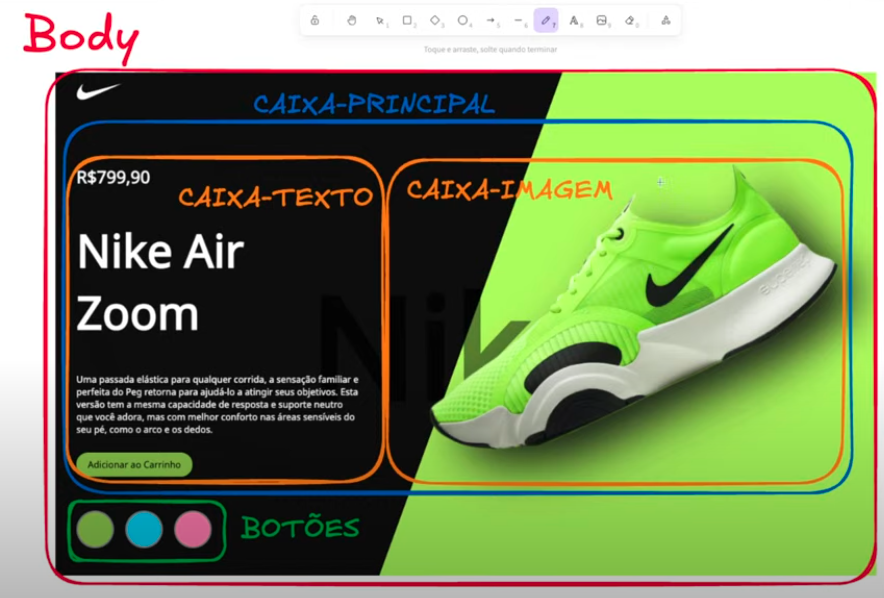 Body
Toque e arraste, solte quando terminar
CAIXA-PRINCIPAL
R$799,90
CAIXA-TEXTO
CAIXA-IMAGEM
Nike Air
Zoom
Nik
Uma passada elástica para qualquer corrida, a sensação familiar e
perfeita do Peg retorna para ajudá-lo a atingir seus objetivos. Esta
versão tem a mesma capacidade de resposta e suporte neutro
que você adora, mas com melhor conforto nas áreas sensíveis do
seu pé, como o arco e os dedos.
Adicionar ao Carrinho
BOTÕES